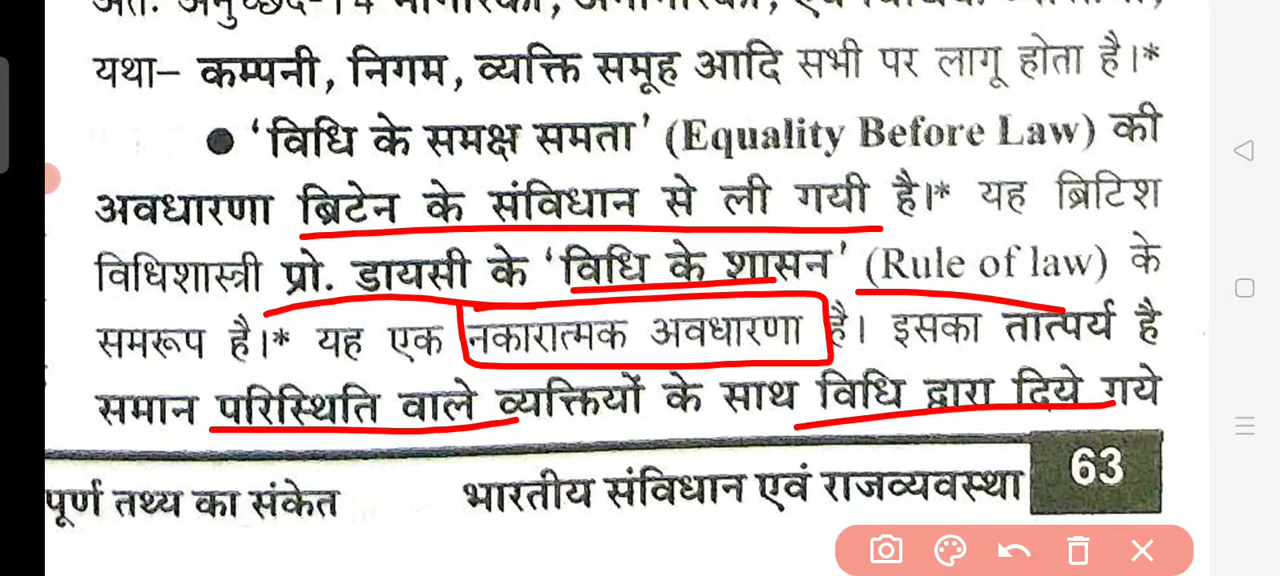 यथा– कम्पनी, निगम, व्यक्ति समूह आदि सभी पर लागू होता है।*
● 'विधि के समक्ष समता' (Equality Before Law) की
अवधारणा ब्रिटेन के संविधान से ली गयी है।* यह ब्रिटिश
विधिशास्त्री प्रो. डायसी के 'विधि के शासन' (Rule of law) के
समरूप है।* यह एक नकारात्मक अवधारणा है। इसका तात्पर्य है
समान परिस्थिति वाले व्यक्तियों के साथ विधि द्वारा दिये गये
पूर्ण तथ्य का संकेत भारतीय संविधान एवं राजव्यवस्था 63